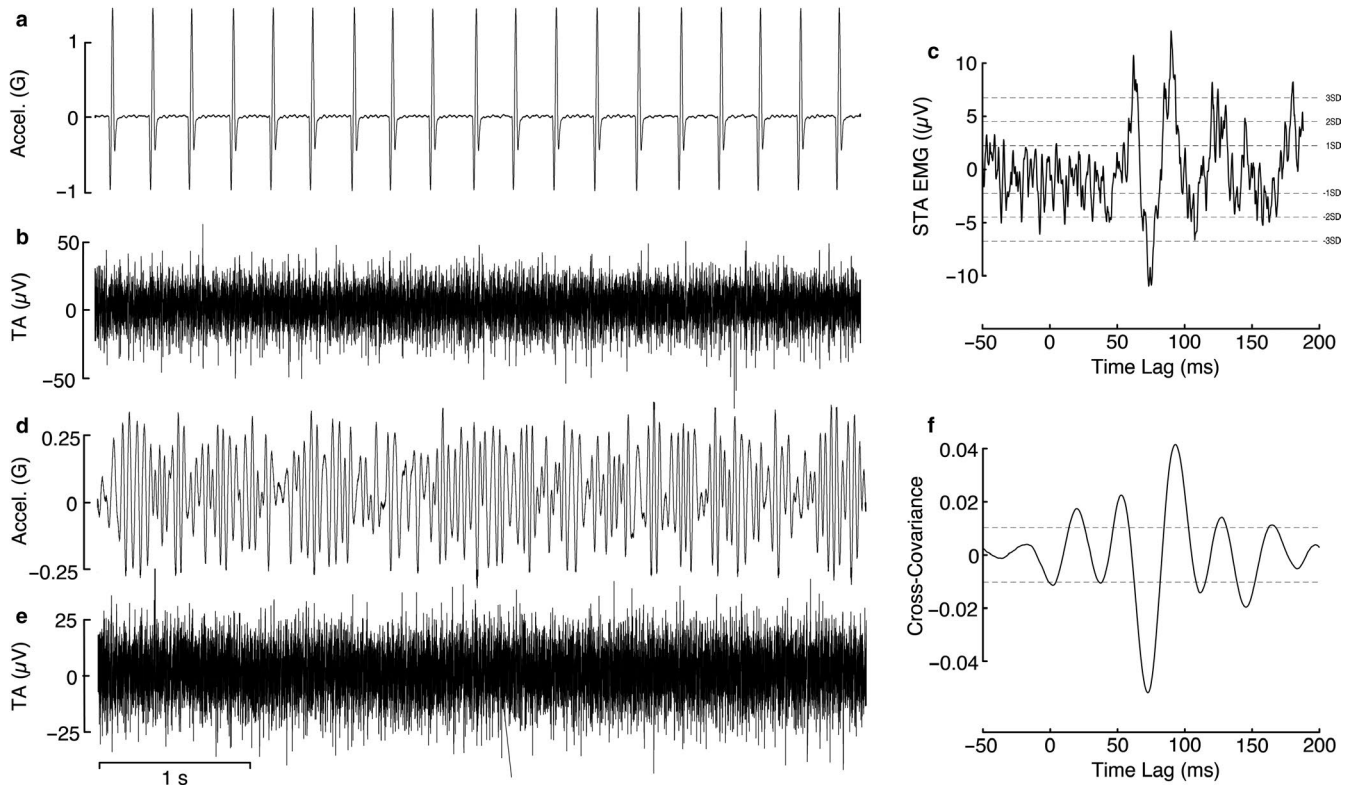 a
Accel. (G)
1
0
−1
b
TA (µV)
50
0
−50
c
STA EMG ((µV)
10
5
0
−5
−10
3SD
2SD
1SD
-1SD
-2SD
-3SD
−50 0 50 100 150 200
Time Lag (ms)
d
Accel. (G)
0.25
0
−0.25
e
TA (µV)
25
0
−25
1 s
f
Cross-Covariance
0.04
0.02
0
−0.02
−0.04
−50 0 50 100 150 200
Time Lag (ms)